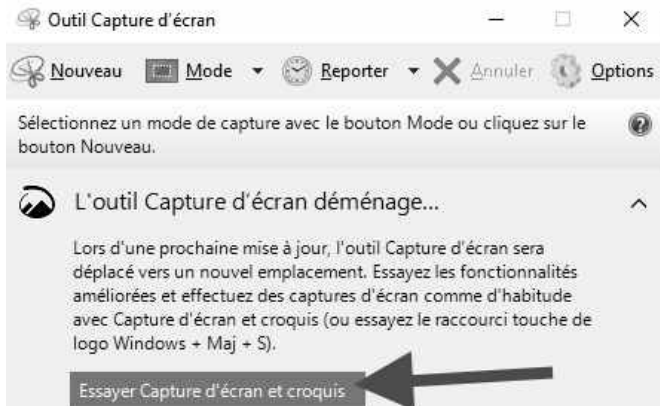 Outil Capture d'écran
Nouveau Mode Reporter Annuler Options
Sélectionnez un mode de capture avec le bouton Mode ou cliquez sur le
bouton Nouveau.
L'outil Capture d'écran déménage...
Lors d'une prochaine mise à jour, l'outil Capture d'écran sera
déplacé vers un nouvel emplacement. Essayez les fonctionnalités
améliorées et effectuez des captures d'écran comme d'habitude
avec Capture d'écran et croquis (ou essayez le raccourci touche de
logo Windows + Maj + S).
Essayer Capture d'écran et croquis